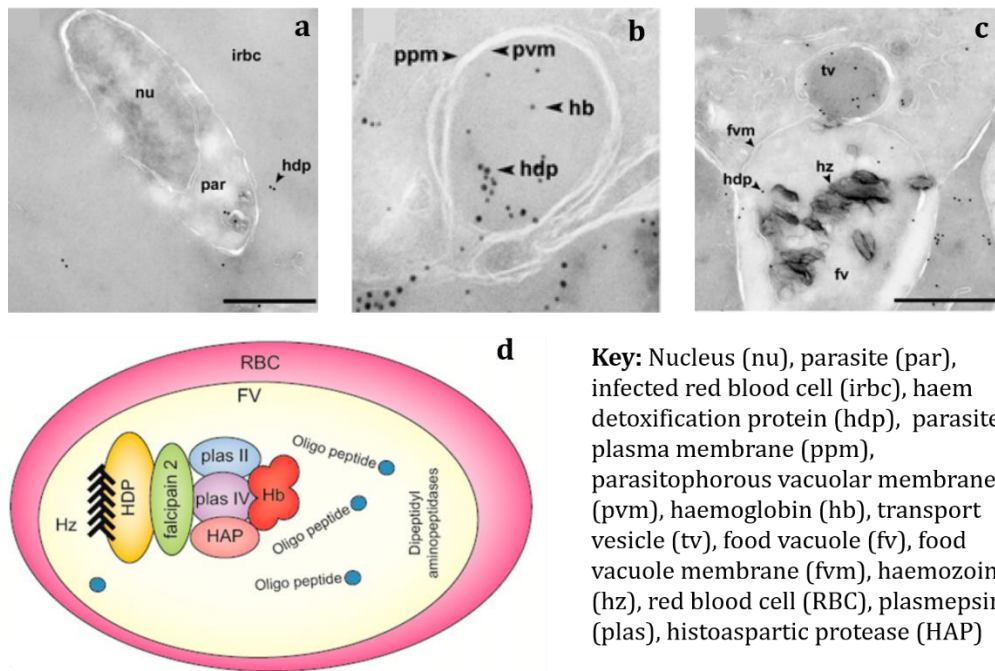 a
irbc
nu
hdp
par
b
ppm
pvm
hb
hdp
c
tv
fvm
hdp
hz
fv
d
RBC
FV
Hz
HDP
falcipain 2
plas II
plas IV
HAP
Hb
Oligo peptide
Oligo peptide
Oligo peptide
Dipeptidyl
aminopeptidases
Key: Nucleus (nu), parasite (par),
infected red blood cell (irbc), haem
detoxification protein (hdp), parasite
plasma membrane (ppm),
parasitophorous vacuolar membrane
(pvm), haemoglobin (hb), transport
vesicle (tv), food vacuole (fv), food
vacuole membrane (fvm), haemozoin
(hz), red blood cell (RBC), plasmepsin
(plas), histoaspartic protease (HAP)